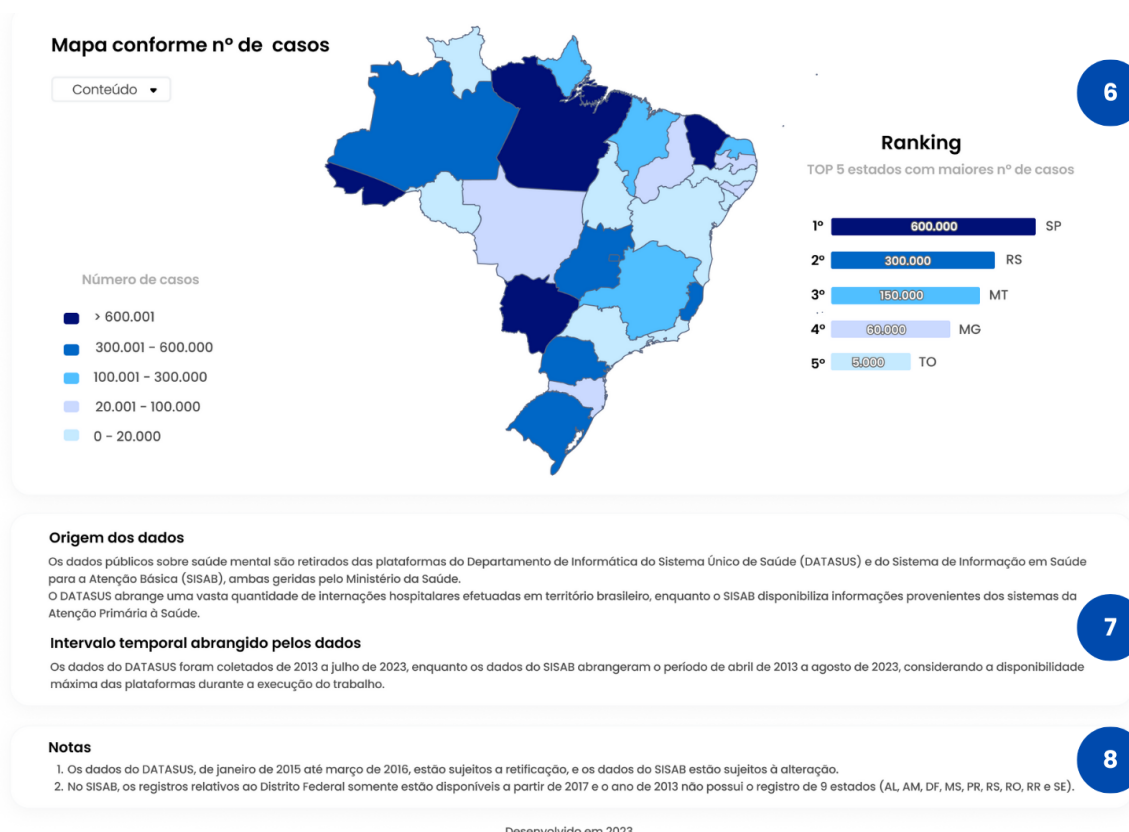 Mapa conforme nº de casos
Conteúdo
6
Ranking
TOP 5 estados com maiores nº de casos
1º 600.000 SP
2º 300.000 RS
3º 150.000 MT
4º 60.000 MG
5º 5.000 TO
Número de casos
> 600.001
300.001 - 600.000
100.001 - 300.000
20.001 - 100.000
0 - 20.000
Origem dos dados
Os dados públicos sobre saúde mental são retirados das plataformas do Departamento de Informática do Sistema Único de Saúde (DATASUS) e do Sistema de Informação em Saúde
para a Atenção Básica (SISAB), ambas geridas pelo Ministério da Saúde.
O DATASUS abrange uma vasta quantidade de internações hospitalares efetuadas em território brasileiro, enquanto o SISAB disponibiliza informações provenientes dos sistemas da
Atenção Primária à Saúde.
7
Intervalo temporal abrangido pelos dados
Os dados do DATASUS foram coletados de 2013 a julho de 2023, enquanto os dados do SISAB abrangeram o período de abril de 2013 a agosto de 2023, considerando a disponibilidade
máxima das plataformas durante a execução do trabalho.
Notas
8
1. Os dados do DATASUS, de janeiro de 2015 até março de 2016, estão sujeitos a retificação, e os dados do SISAB estão sujeitos à alteração.
2. No SISAB, os registros relativos ao Distrito Federal somente estão disponíveis a partir de 2017 e o ano de 2013 não possui o registro de 9 estados (AL, AM, DF, MS, PR, RS, RO, RR e SE).
Desenvolvido em 2023